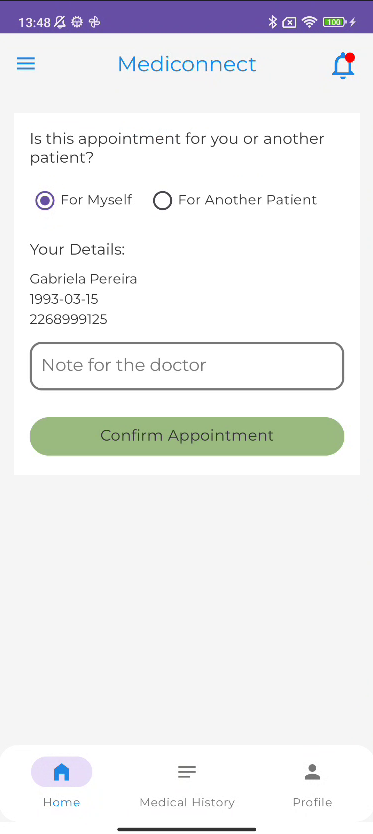 13:48
100
Mediconnect
Is this appointment for you or another
patient?
For Myself
For Another Patient
Your Details:
Gabriela Pereira
1993-03-15
2268999125
Note for the doctor
Confirm Appointment
Home
Medical History
Profile